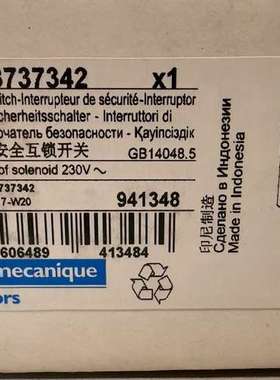 3737342 x1
itch-Interrupteur de sécurité-Interruptor
icherheitsschalter - Interruttori di
ючатель безопасности - Қауіпсіздік
安全互锁开关 GB14048.5
of solenoid 230V ~
737342
7-W20 941348
606489 413484
mecanique
ors
Сделано в Индонезии
Made in Indonesia
印尼制造